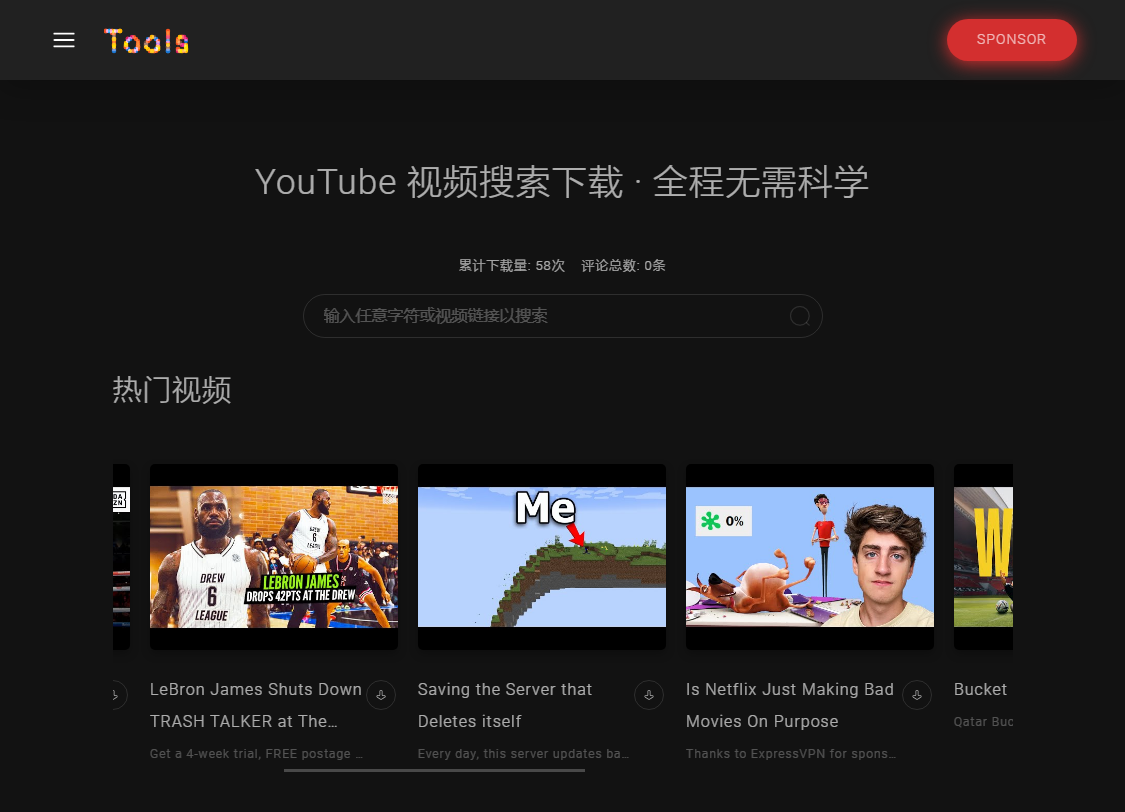 Tools
SPONSOR
YouTube 视频搜索下载 · 全程无需科学
累计下载量: 58次 评论总数: 0条
输入任意字符或视频链接以搜索
热门视频
DA
ZN
DREW
6
LEAGUE
DREW
6
LEAGUE
LEBRON JAMES
DROPS 42PTS AT THE DREW
Me
0%
W
LeBron James Shuts Down
TRASH TALKER at The…
Get a 4-week trial, FREE postage …
Saving the Server that
Deletes itself
Every day, this server updates ba…
Is Netflix Just Making Bad
Movies On Purpose
Thanks to ExpressVPN for spons…
Bucket
Qatar Buc